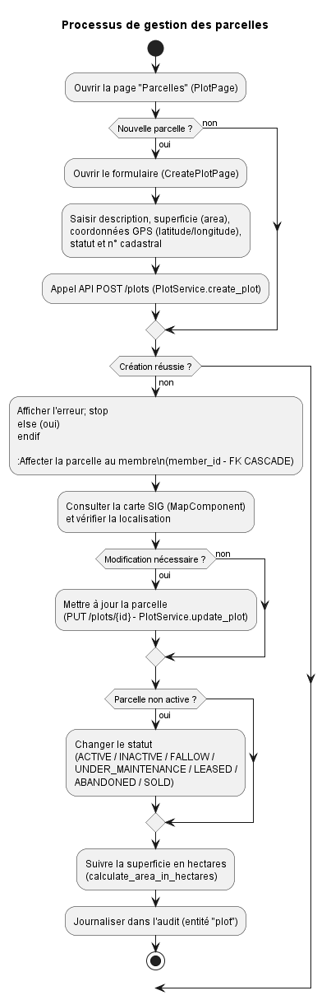 Processus de gestion des parcelles
Ouvrir la page "Parcelles" (PlotPage)
Nouvelle parcelle ?
non
oui
Ouvrir le formulaire (CreatePlotPage)
Saisir description, superficie (area),
coordonnées GPS (latitude/longitude),
statut et n° cadastral
Appel API POST /plots (PlotService.create_plot)
Création réussie ?
non
Afficher l'erreur; stop
else (oui)
endif
:Affecter la parcelle au membre\n(member_id - FK CASCADE)
Consulter la carte SIG (MapComponent)
et vérifier la localisation
Modification nécessaire ?
non
oui
Mettre à jour la parcelle
(PUT /plots/{id} - PlotService.update_plot)
Parcelle non active ?
oui
Changer le statut
(ACTIVE / INACTIVE / FALLOW /
UNDER_MAINTENANCE / LEASED /
ABANDONED / SOLD)
Suivre la superficie en hectares
(calculate_area_in_hectares)
Journaliser dans l'audit (entité "plot")